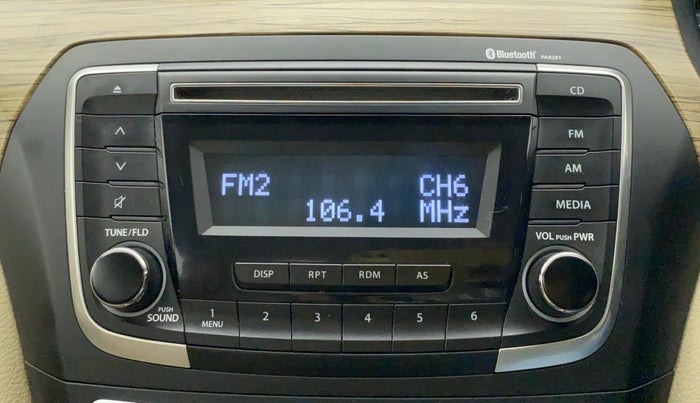 Bluetooth PA82R1
CD
FM
AM
MEDIA
FM2 CH6
106.4 MHz
TUNE/FLD
VOL PUSH PWR
DISP RPT RDM AS
PUSH
SOUND
1 2 3 4 5 6
MENU